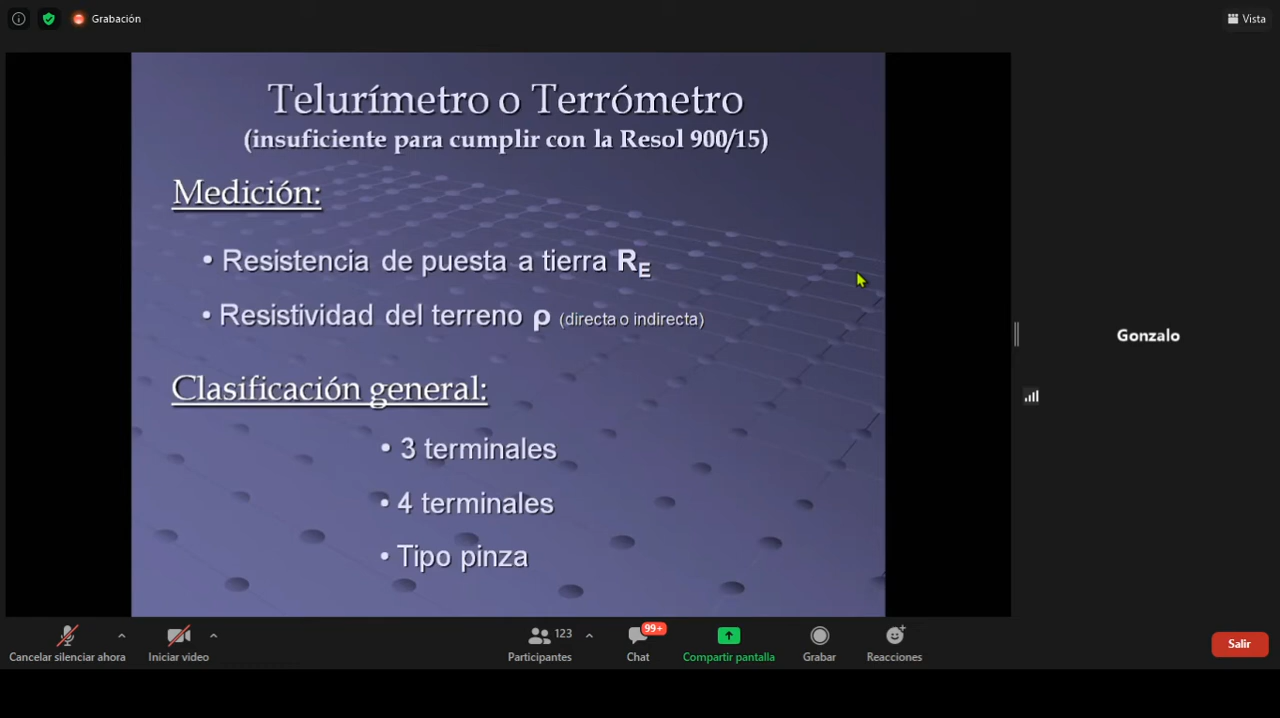 Grabación
Vista
Telurímetro o Terrómetro
(insuficiente para cumplir con la Resol 900/15)
Medición:
• Resistencia de puesta a tierra RE
• Resistividad del terreno ρ (directa o indirecta)
Clasificación general:
• 3 terminales
• 4 terminales
• Tipo pinza
Gonzalo
Cancelar silenciar ahora
Iniciar video
123
Participantes
99+
Chat
Compartir pantalla
Grabar
Reacciones
Salir